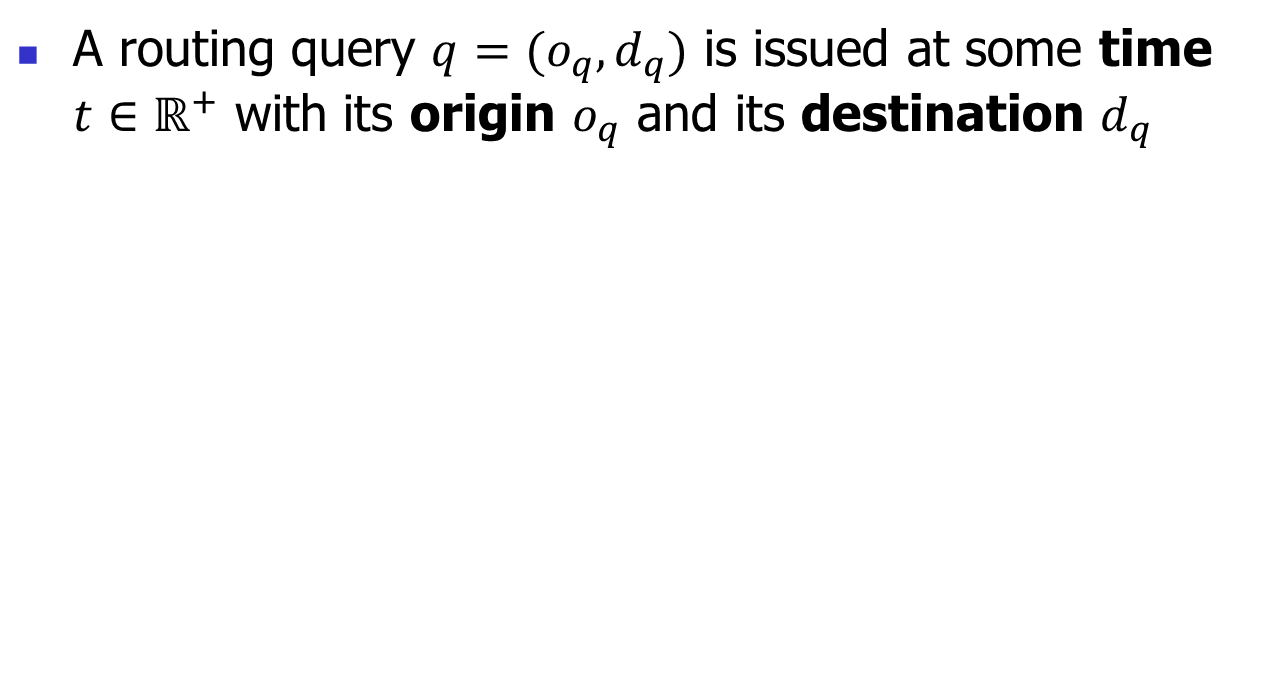 ▪ A routing query 𝑞 = (𝑜_𝑞, 𝑑_𝑞) is issued at some time
𝑡 ∈ ℝ⁺ with its origin 𝑜_𝑞 and its destination 𝑑_𝑞